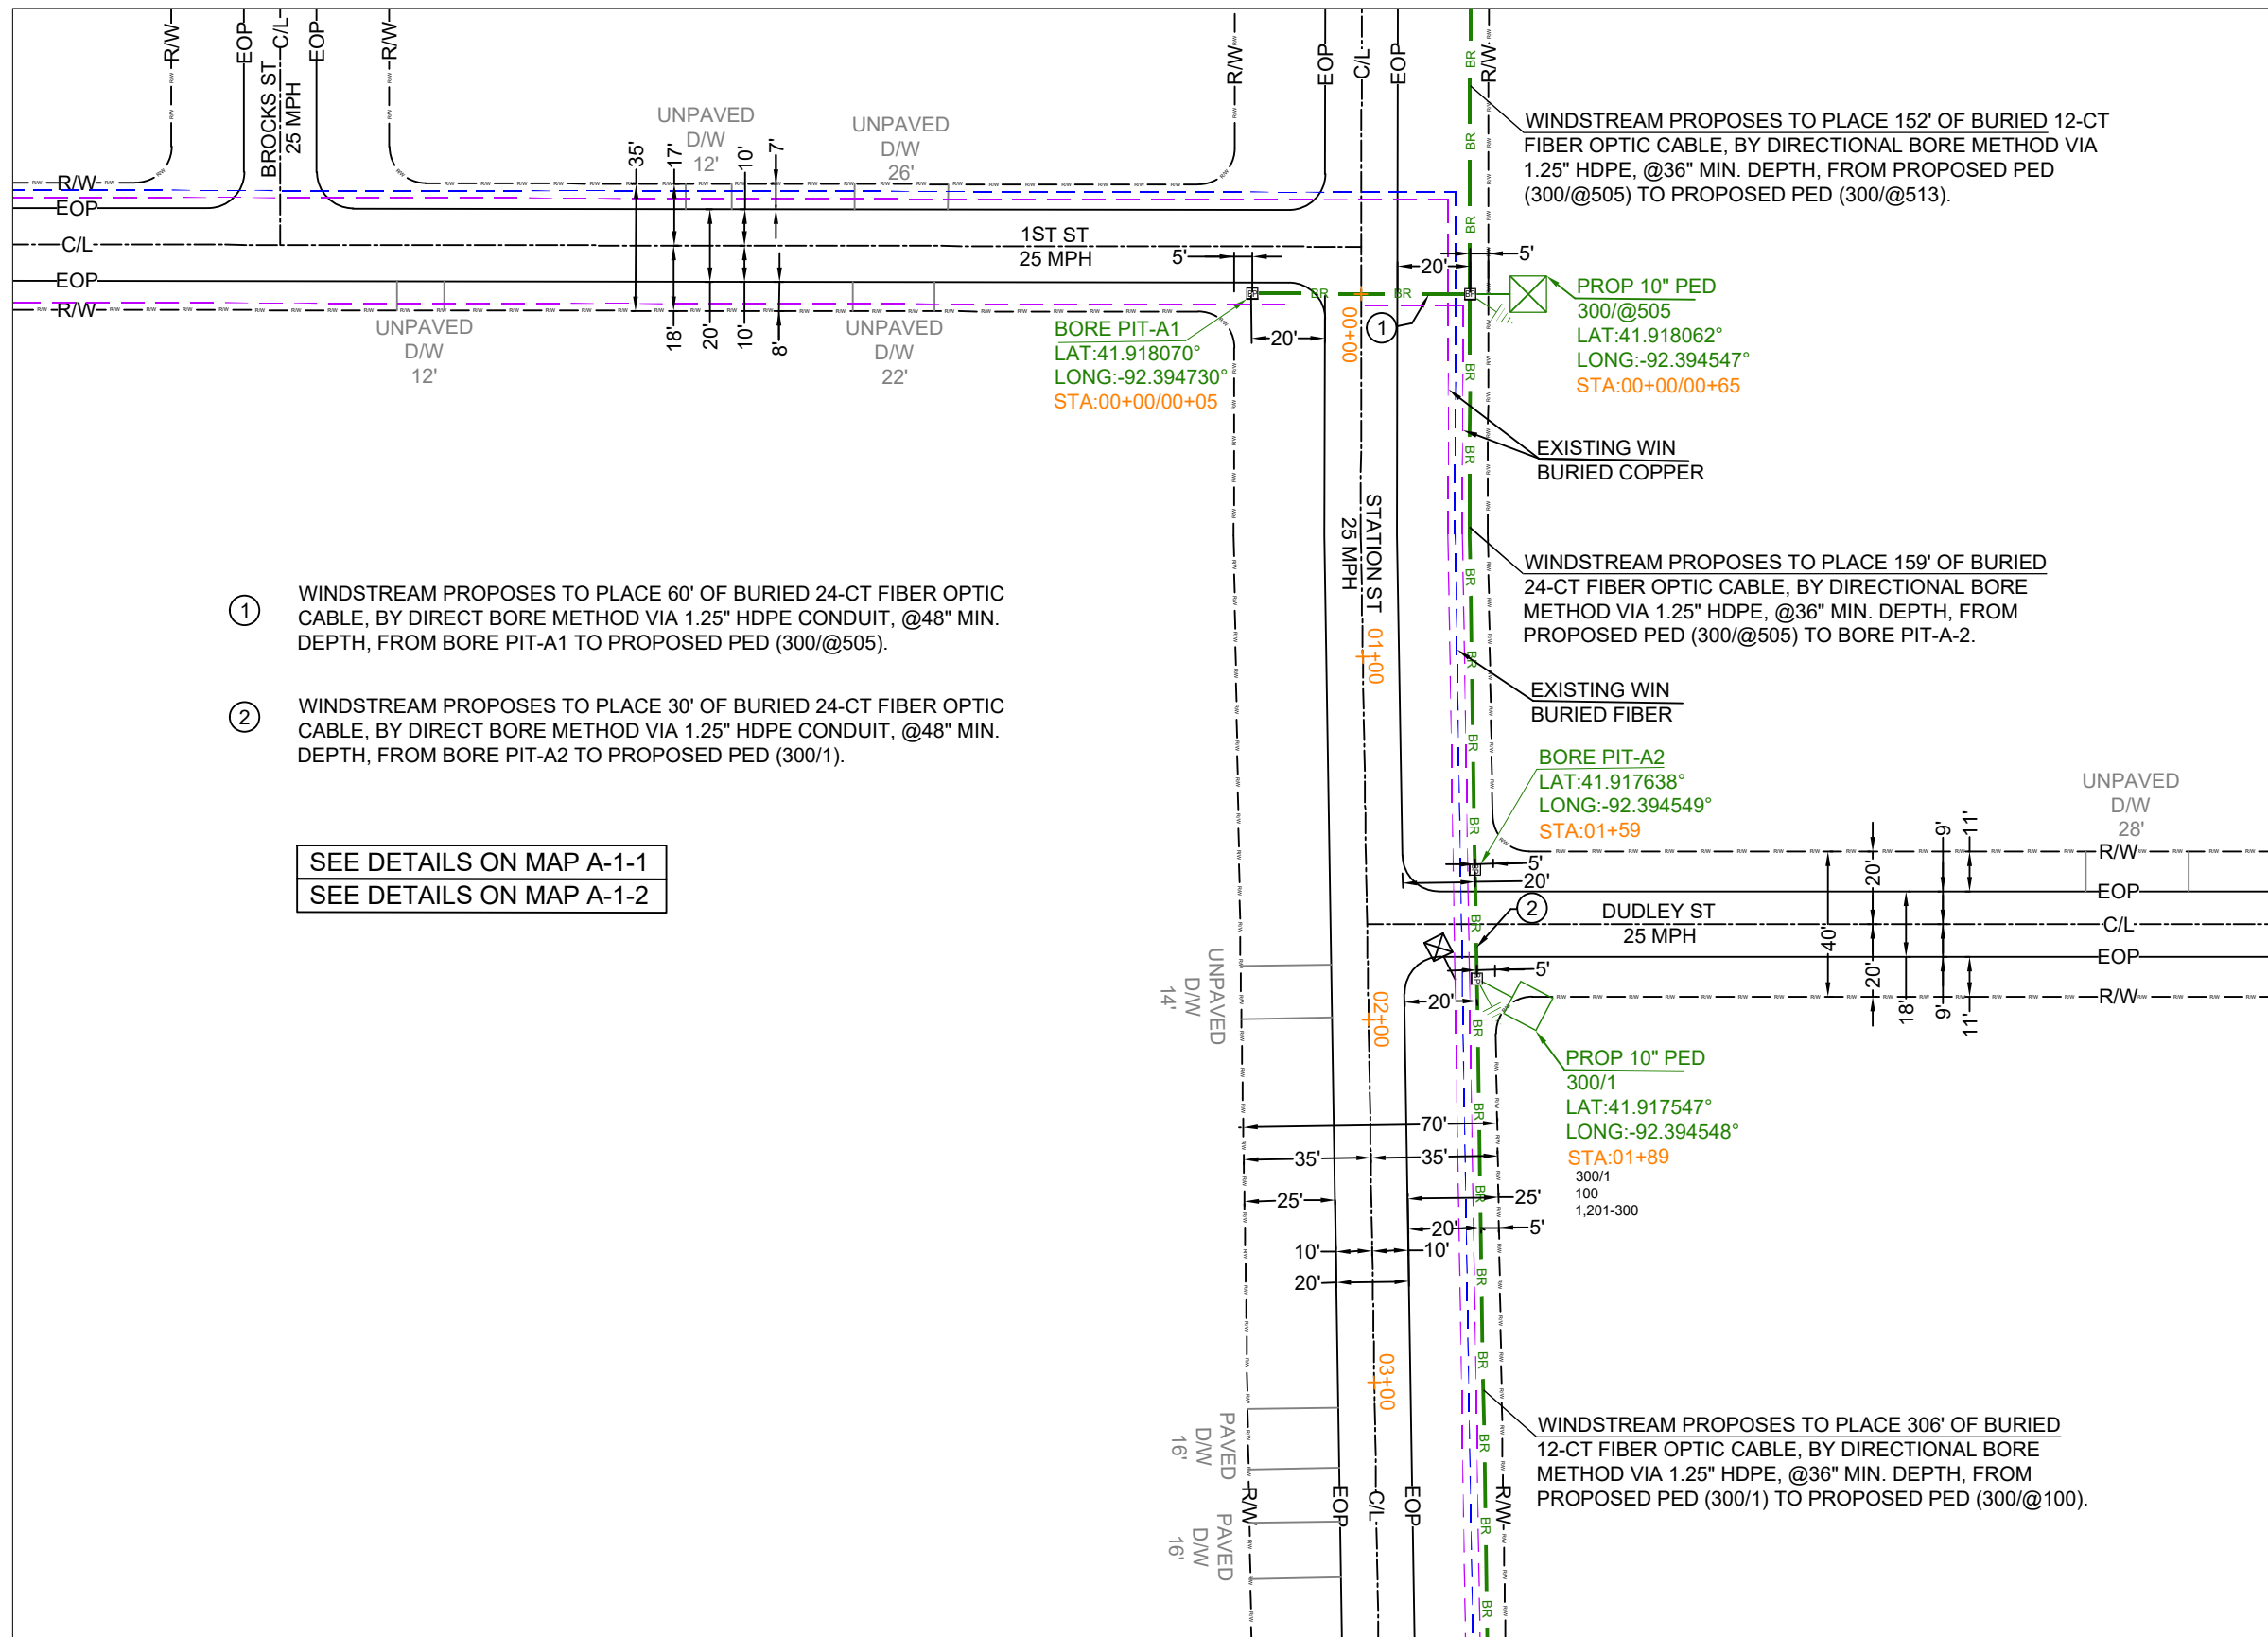 R/W
EOP
C/L
EOP
R/W
BROCKS ST
25 MPH
R/W
EOP
C/L
EOP
R/W
UNPAVED
D/W
12'
UNPAVED
D/W
26'
35'
17'
10'
7'
R/W
EOP
C/L
EOP
R/W
1ST ST
25 MPH
18'
20'
10'
8'
UNPAVED
D/W
12'
UNPAVED
D/W
22'
5'
20'
20'
5'
BR
BR
BORE PIT-A1
LAT:41.918070°
LONG:-92.394730°
STA:00+00/00+05
00+00
1
WINDSTREAM PROPOSES TO PLACE 152' OF BURIED 12-CT
FIBER OPTIC CABLE, BY DIRECTIONAL BORE METHOD VIA
1.25" HDPE, @36" MIN. DEPTH, FROM PROPOSED PED
(300/@505) TO PROPOSED PED (300/@513).
PROP 10" PED
300/@505
LAT:41.918062°
LONG:-92.394547°
STA:00+00/00+65
EXISTING WIN
BURIED COPPER
STATION ST
25 MPH
01+00
WINDSTREAM PROPOSES TO PLACE 159' OF BURIED
24-CT FIBER OPTIC CABLE, BY DIRECTIONAL BORE
METHOD VIA 1.25" HDPE, @36" MIN. DEPTH, FROM
PROPOSED PED (300/@505) TO BORE PIT-A-2.
EXISTING WIN
BURIED FIBER
1
WINDSTREAM PROPOSES TO PLACE 60' OF BURIED 24-CT FIBER OPTIC
CABLE, BY DIRECT BORE METHOD VIA 1.25" HDPE CONDUIT, @48" MIN.
DEPTH, FROM BORE PIT-A1 TO PROPOSED PED (300/@505).
2
WINDSTREAM PROPOSES TO PLACE 30' OF BURIED 24-CT FIBER OPTIC
CABLE, BY DIRECT BORE METHOD VIA 1.25" HDPE CONDUIT, @48" MIN.
DEPTH, FROM BORE PIT-A2 TO PROPOSED PED (300/1).
SEE DETAILS ON MAP A-1-1
SEE DETAILS ON MAP A-1-2
BORE PIT-A2
LAT:41.917638°
LONG:-92.394549°
STA:01+59
5'
20'
2
DUDLEY ST
25 MPH
UNPAVED
D/W
28'
R/W
EOP
C/L
EOP
R/W
40'
20'
20'
18'
9'
9'
11'
11'
5'
20'
UNPAVED
D/W
14'
02+00
PROP 10" PED
300/1
LAT:41.917547°
LONG:-92.394548°
STA:01+89
300/1
100
1,201-300
70'
35'
35'
25'
25'
20'
5'
10'
10'
20'
03+00
PAVED
D/W
16'
PAVED
D/W
16'
R/W
EOP
C/L
EOP
R/W
WINDSTREAM PROPOSES TO PLACE 306' OF BURIED
12-CT FIBER OPTIC CABLE, BY DIRECTIONAL BORE
METHOD VIA 1.25" HDPE, @36" MIN. DEPTH, FROM
PROPOSED PED (300/1) TO PROPOSED PED (300/@100).